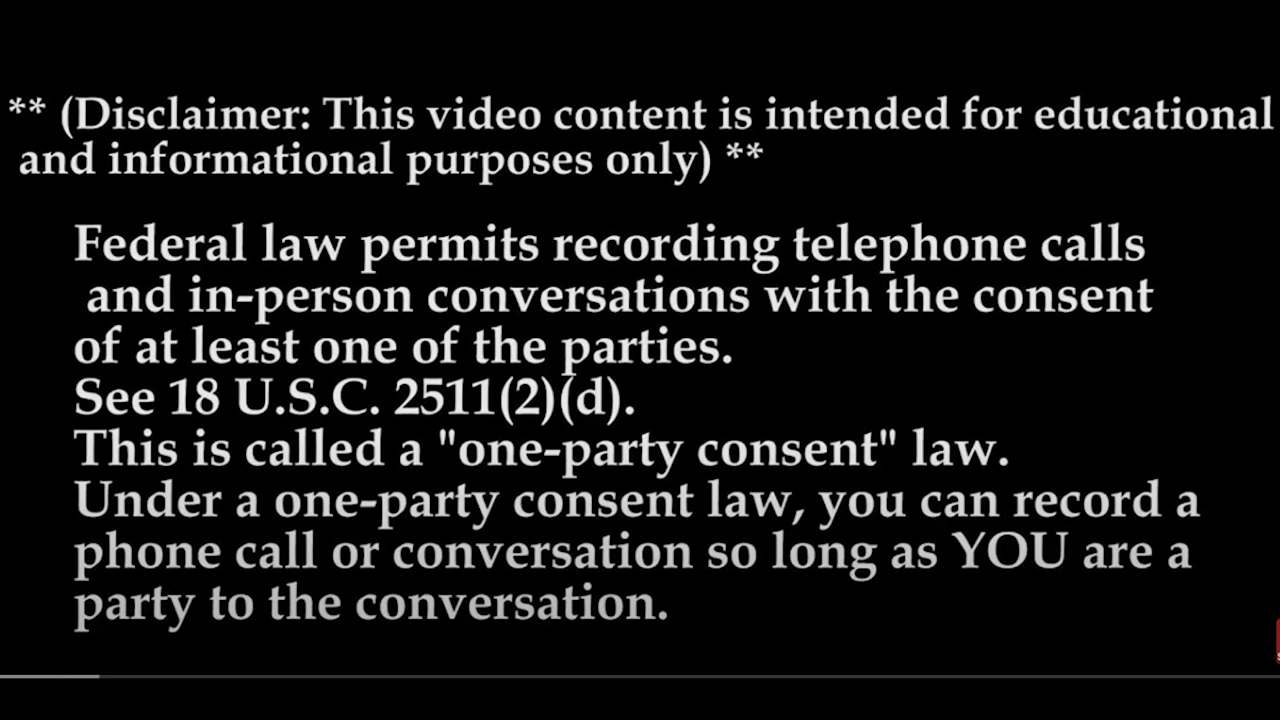 ** (Disclaimer: This video content is intended for educational
and informational purposes only) **
Federal law permits recording telephone calls
and in-person conversations with the consent
of at least one of the parties.
See 18 U.S.C. 2511(2)(d).
This is called a "one-party consent" law.
Under a one-party consent law, you can record a
phone call or conversation so long as YOU are a
party to the conversation.